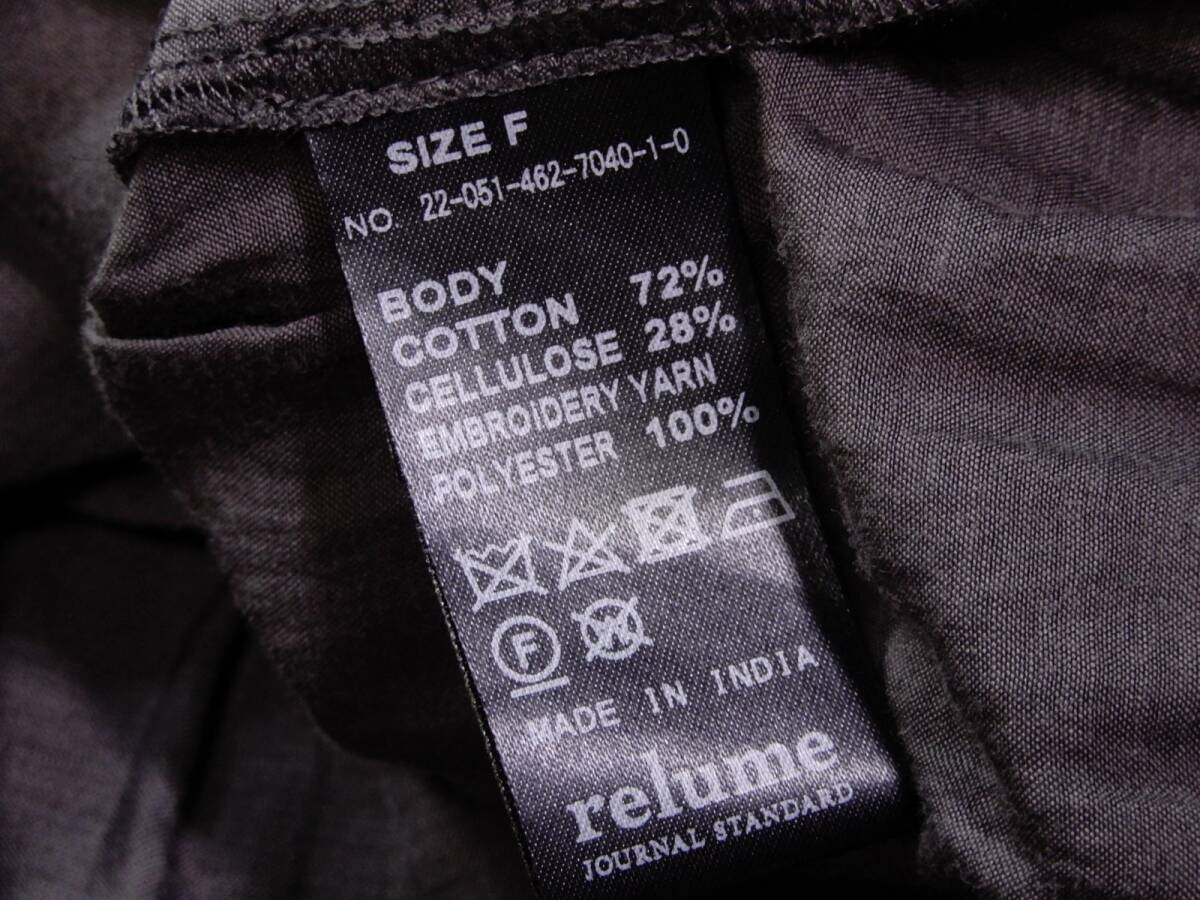 SIZE F
NO. 22-051-462-7040-1-0
BODY
COTTON 72%
CELLULOSE 28%
EMBROIDERY YARN
POLYESTER 100%
F
W
MADE IN INDIA
relume
JOURNAL STANDARD